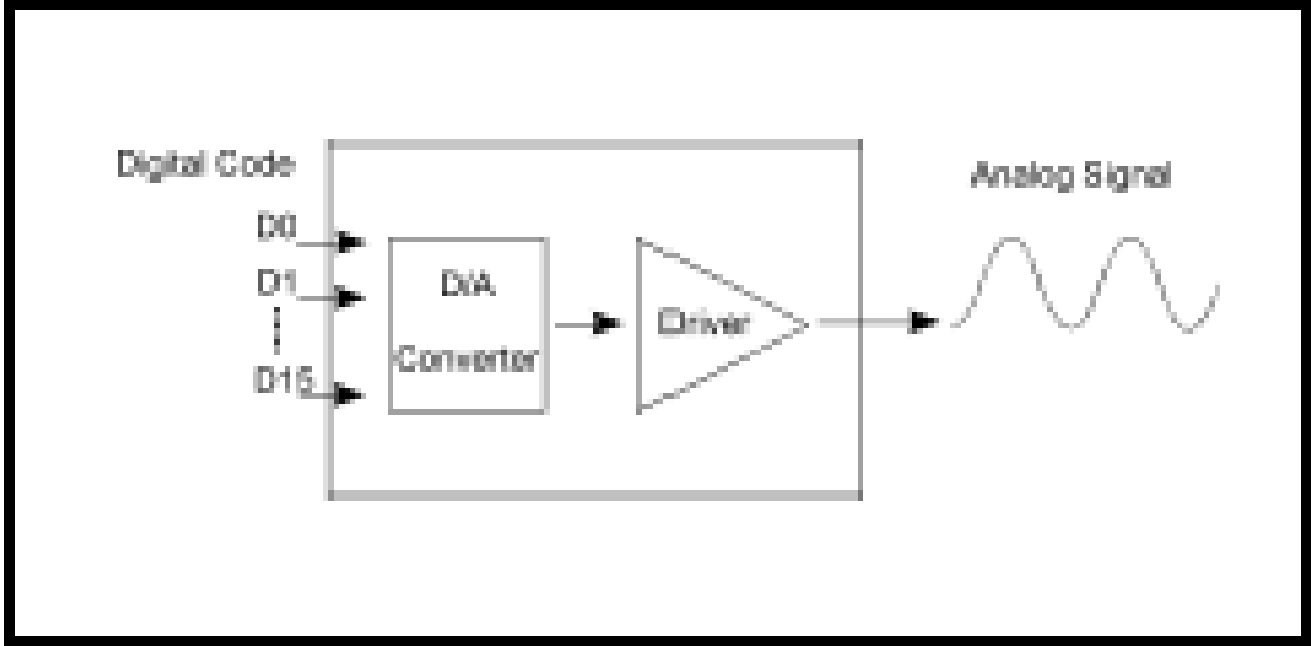 Digital Code
D0
D1
D15
D/A
Converter
Driver
Analog Signal